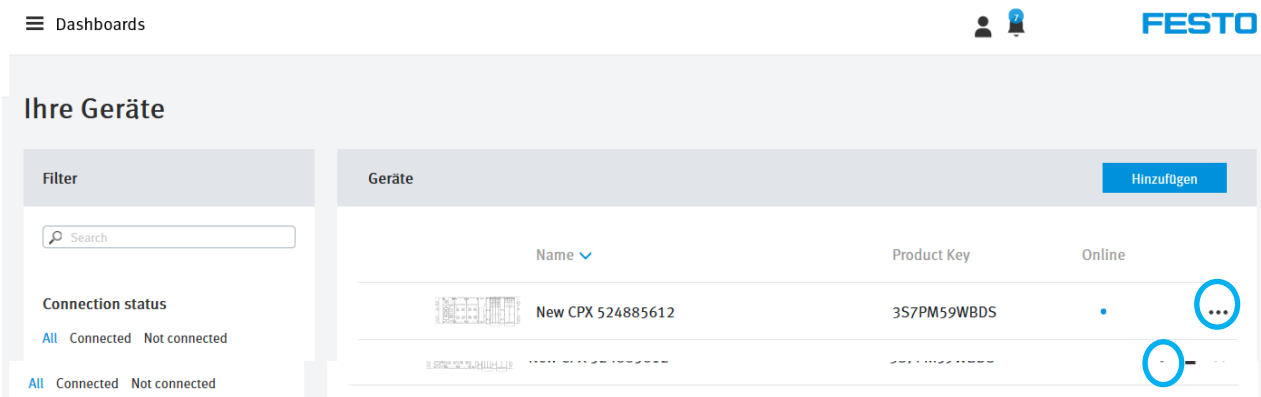 Dashboards
7
FESTO
Ihre Geräte
Filter
Geräte
Hinzufügen
Search
Name
Product Key
Online
Connection status
New CPX 524885612
3S7PM59WBDS
All Connected Not connected
All Connected Not connected